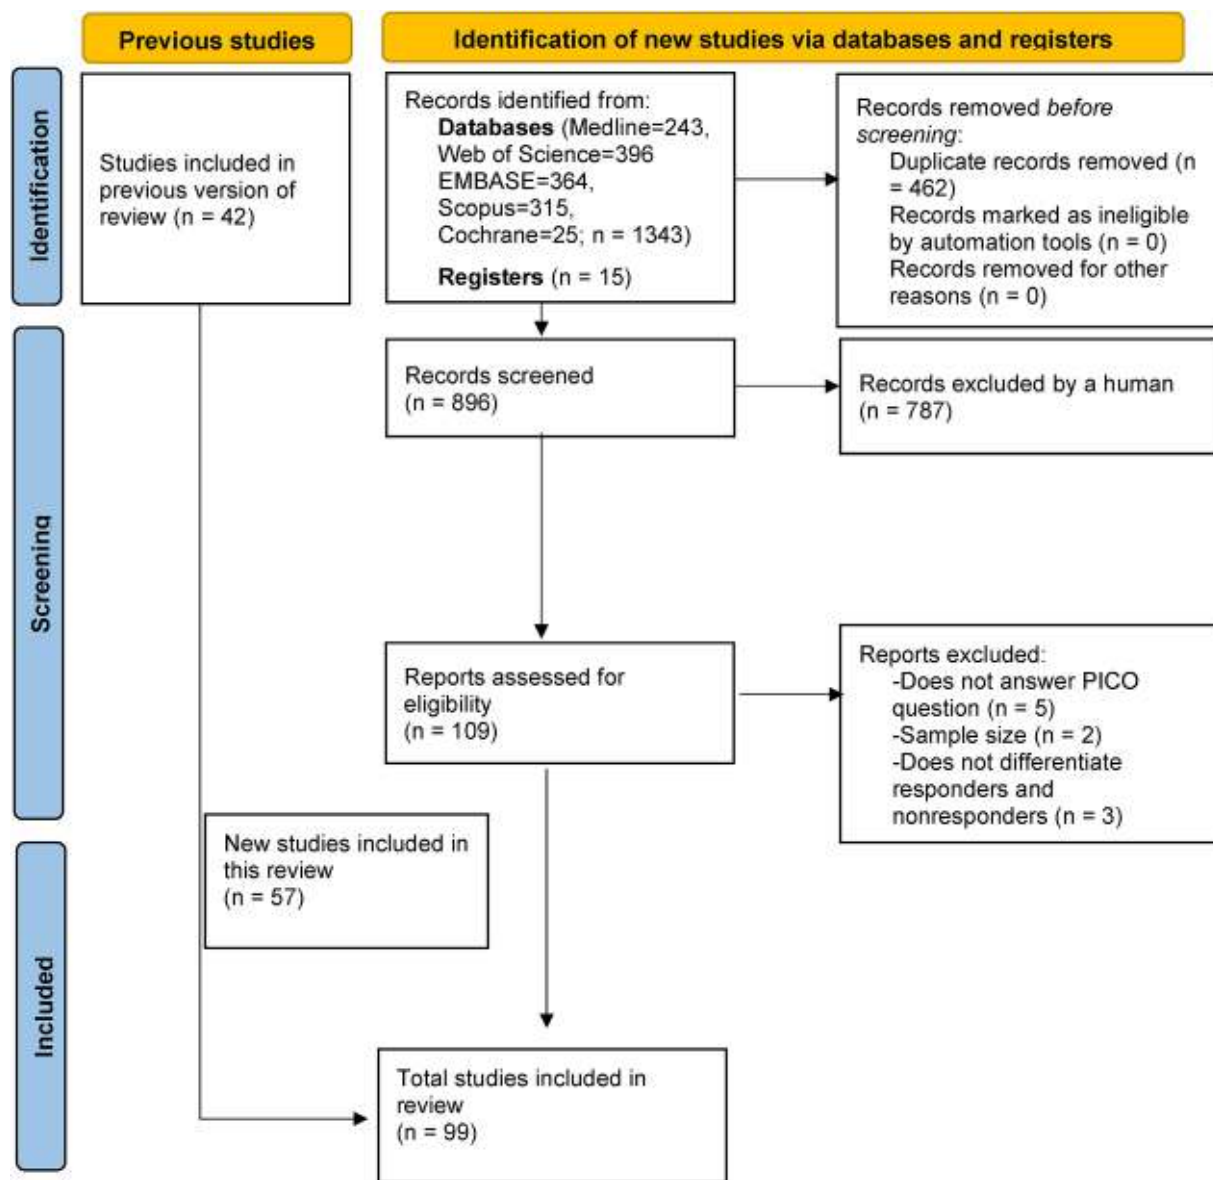 Previous studies
Identification of new studies via databases and registers
Identification
Studies included in
previous version of
review (n = 42)
Records identified from:
Databases (Medline=243,
Web of Science=396
EMBASE=364,
Scopus=315,
Cochrane=25; n = 1343)
Registers (n = 15)
Records removed before
screening:
Duplicate records removed (n
= 462)
Records marked as ineligible
by automation tools (n = 0)
Records removed for other
reasons (n = 0)
Screening
Records screened
(n = 896)
Records excluded by a human
(n = 787)
Reports assessed for
eligibility
(n = 109)
Reports excluded:
-Does not answer PICO
question (n = 5)
-Sample size (n = 2)
-Does not differentiate
responders and
nonresponders (n = 3)
Included
New studies included in
this review
(n = 57)
Total studies included in
review
(n = 99)